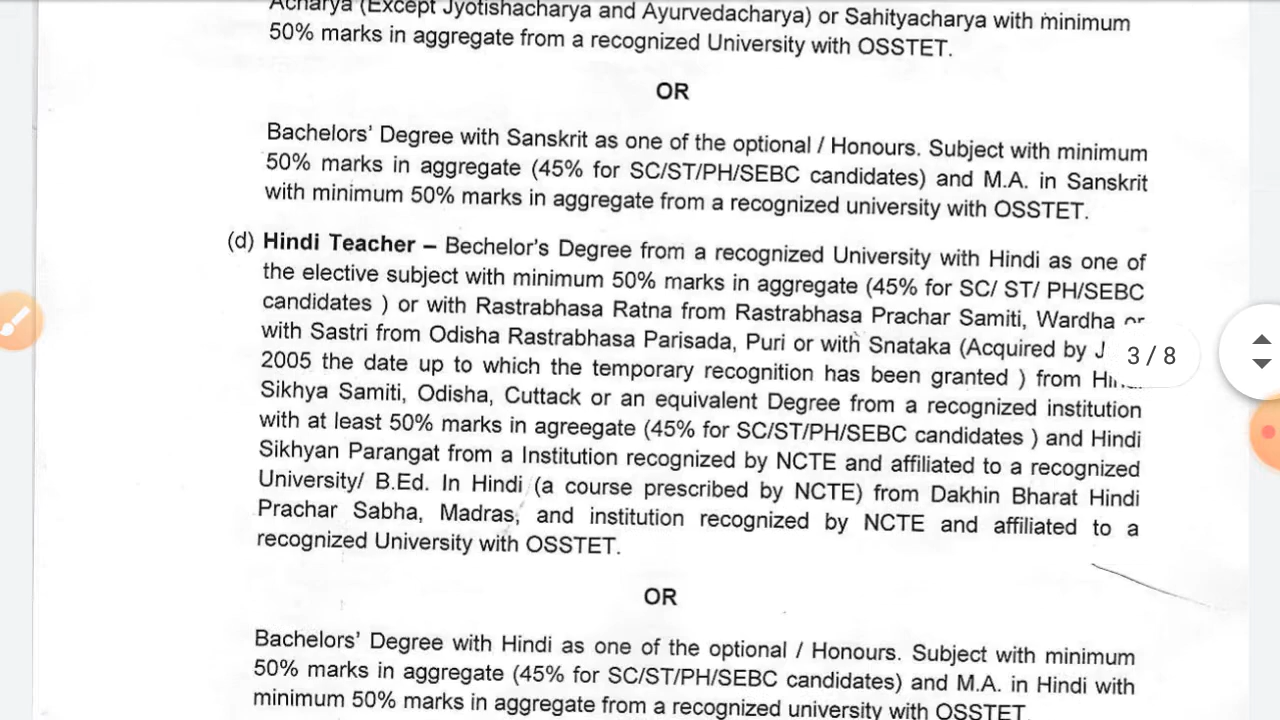 Acharya (Except Jyotishacharya and Ayurvedacharya) or Sahityacharya with minimum
50% marks in aggregate from a recognized University with OSSTET.
OR
Bachelors' Degree with Sanskrit as one of the optional / Honours. Subject with minimum
50% marks in aggregate (45% for SC/ST/PH/SEBC candidates) and M.A. in Sanskrit
with minimum 50% marks in aggregate from a recognized university with OSSTET.
(d) Hindi Teacher – Bechelor's Degree from a recognized University with Hindi as one of
the elective subject with minimum 50% marks in aggregate (45% for SC/ ST/ PH/SEBC
candidates ) or with Rastrabhasa Ratna from Rastrabhasa Prachar Samiti, Wardha or
with Sastri from Odisha Rastrabhasa Parisada, Puri or with Snataka (Acquired by J
3 / 8
2005 the date up to which the temporary recognition has been granted ) from Hindi
Sikhya Samiti, Odisha, Cuttack or an equivalent Degree from a recognized institution
with at least 50% marks in agreegate (45% for SC/ST/PH/SEBC candidates ) and Hindi
Sikhyan Parangat from a Institution recognized by NCTE and affiliated to a recognized
University/ B.Ed. In Hindi (a course prescribed by NCTE) from Dakhin Bharat Hindi
Prachar Sabha, Madras, and institution recognized by NCTE and affiliated to a
recognized University with OSSTET.
OR
Bachelors' Degree with Hindi as one of the optional / Honours. Subject with minimum
50% marks in aggregate (45% for SC/ST/PH/SEBC candidates) and M.A. in Hindi with
minimum 50% marks in aggregate from a recognized university with OSSTET.